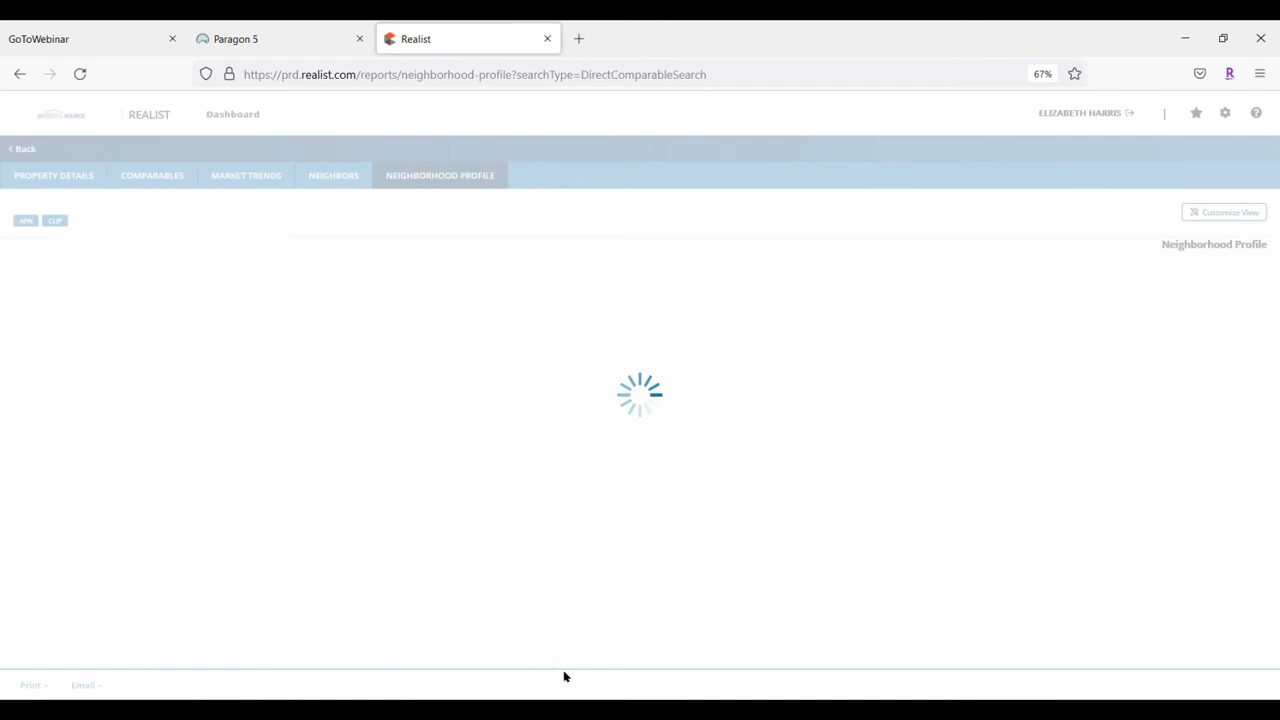 GoToWebinar
Paragon 5
Realist
https://prd.realist.com/reports/neighborhood-profile?searchType=DirectComparableSearch
67%
R
REALIST
Dashboard
ELIZABETH HARRIS
< Back
PROPERTY DETAILS
COMPARABLES
MARKET TRENDS
NEIGHBORS
NEIGHBORHOOD PROFILE
APN
CLIP
Customize View
Neighborhood Profile
Print
Email